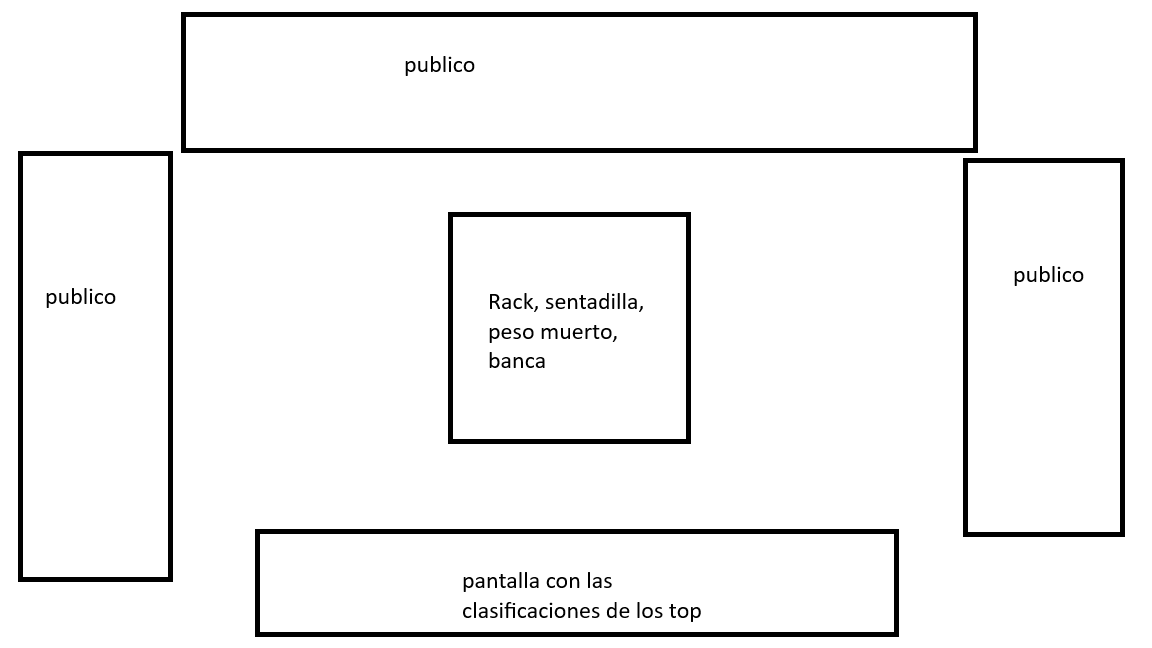 publico
publico
publico
Rack, sentadilla,
peso muerto,
banca
pantalla con las
clasificaciones de los top